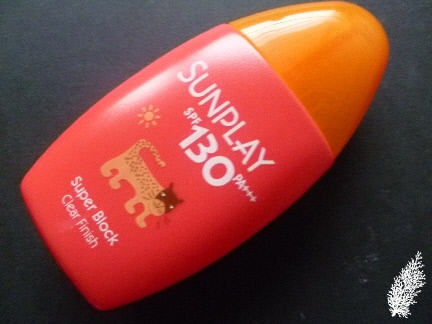 SUNPLAY
SPF 130 PA+++
Super Block
Clear Finish